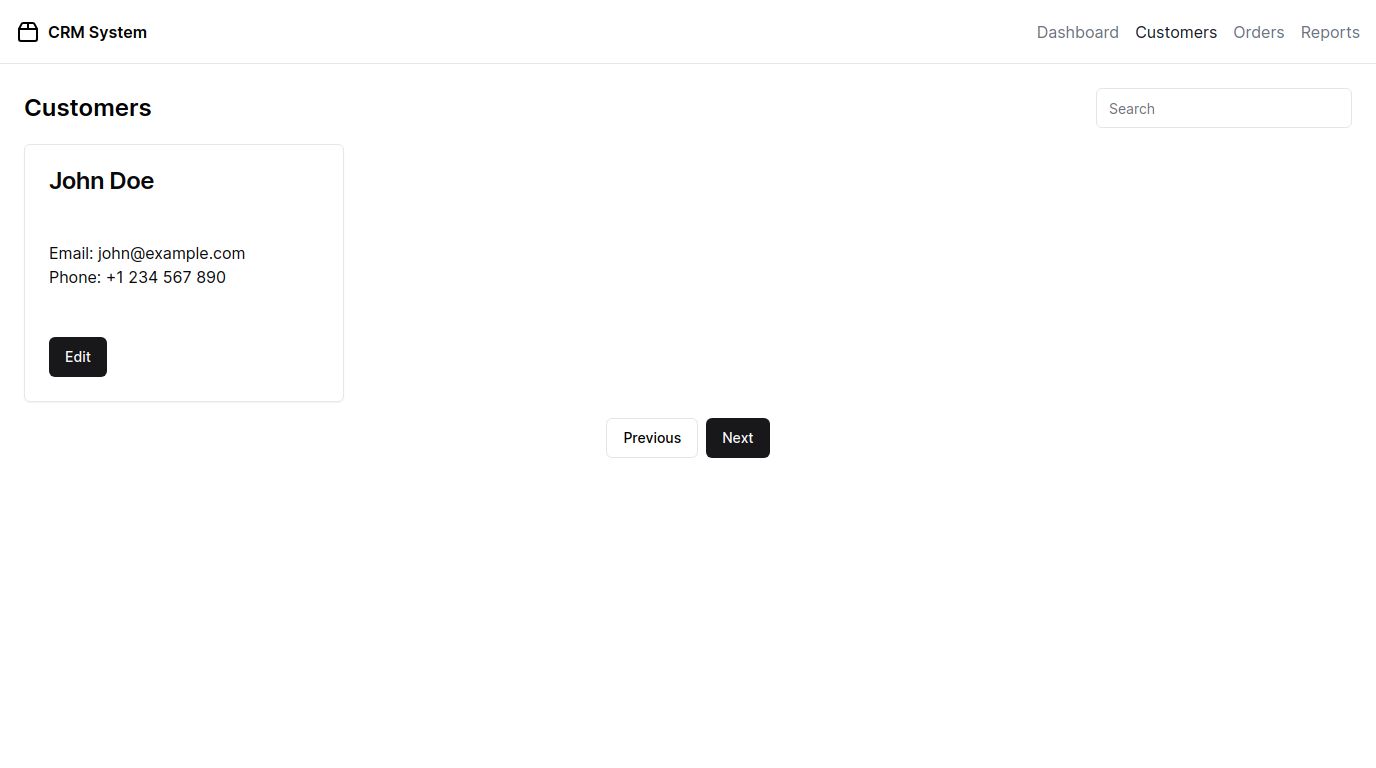 CRM System
Dashboard Customers Orders Reports
Customers
Search
John Doe
Email: john@example.com
Phone: +1 234 567 890
Edit
Previous Next